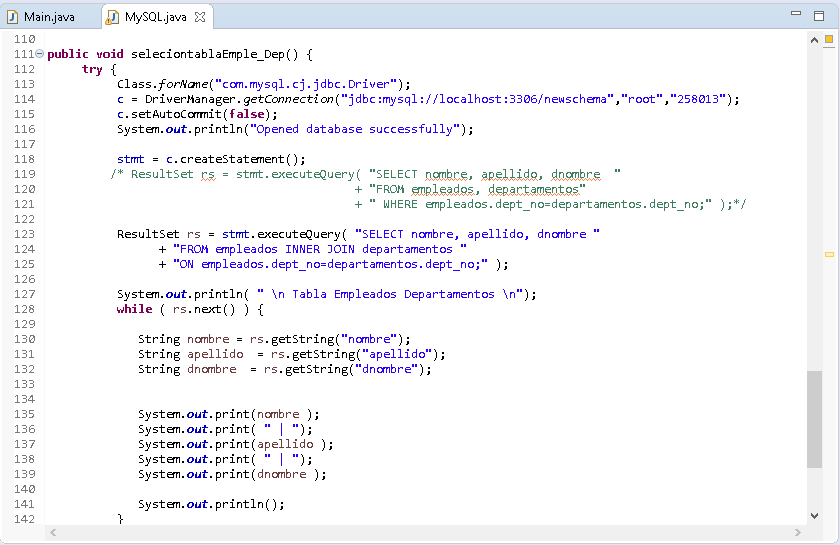 Main.java MySQL.java
110
111 public void seleciontablaEmple_Dep() {
112 try {
113 Class.forName("com.mysql.cj.jdbc.Driver");
114 c = DriverManager.getConnection("jdbc:mysql://localhost:3306/newschema","root","258013");
115 c.setAutoCommit(false);
116 System.out.println("Opened database successfully");
117
118 stmt = c.createStatement();
119 /* ResultSet rs = stmt.executeQuery( "SELECT nombre, apellido, dnombre "
120 + "FROM empleados, departamentos"
121 + " WHERE empleados.dept_no=departamentos.dept_no;" );*/
122
123 ResultSet rs = stmt.executeQuery( "SELECT nombre, apellido, dnombre "
124 + "FROM empleados INNER JOIN departamentos "
125 + "ON empleados.dept_no=departamentos.dept_no;" );
126
127 System.out.println( " \n Tabla Empleados Departamentos \n");
128 while ( rs.next() ) {
129
130 String nombre = rs.getString("nombre");
131 String apellido = rs.getString("apellido");
132 String dnombre = rs.getString("dnombre");
133
134
135 System.out.print(nombre );
136 System.out.print( " | ");
137 System.out.print(apellido );
138 System.out.print( " | ");
139 System.out.print(dnombre );
140
141 System.out.println();
142 }